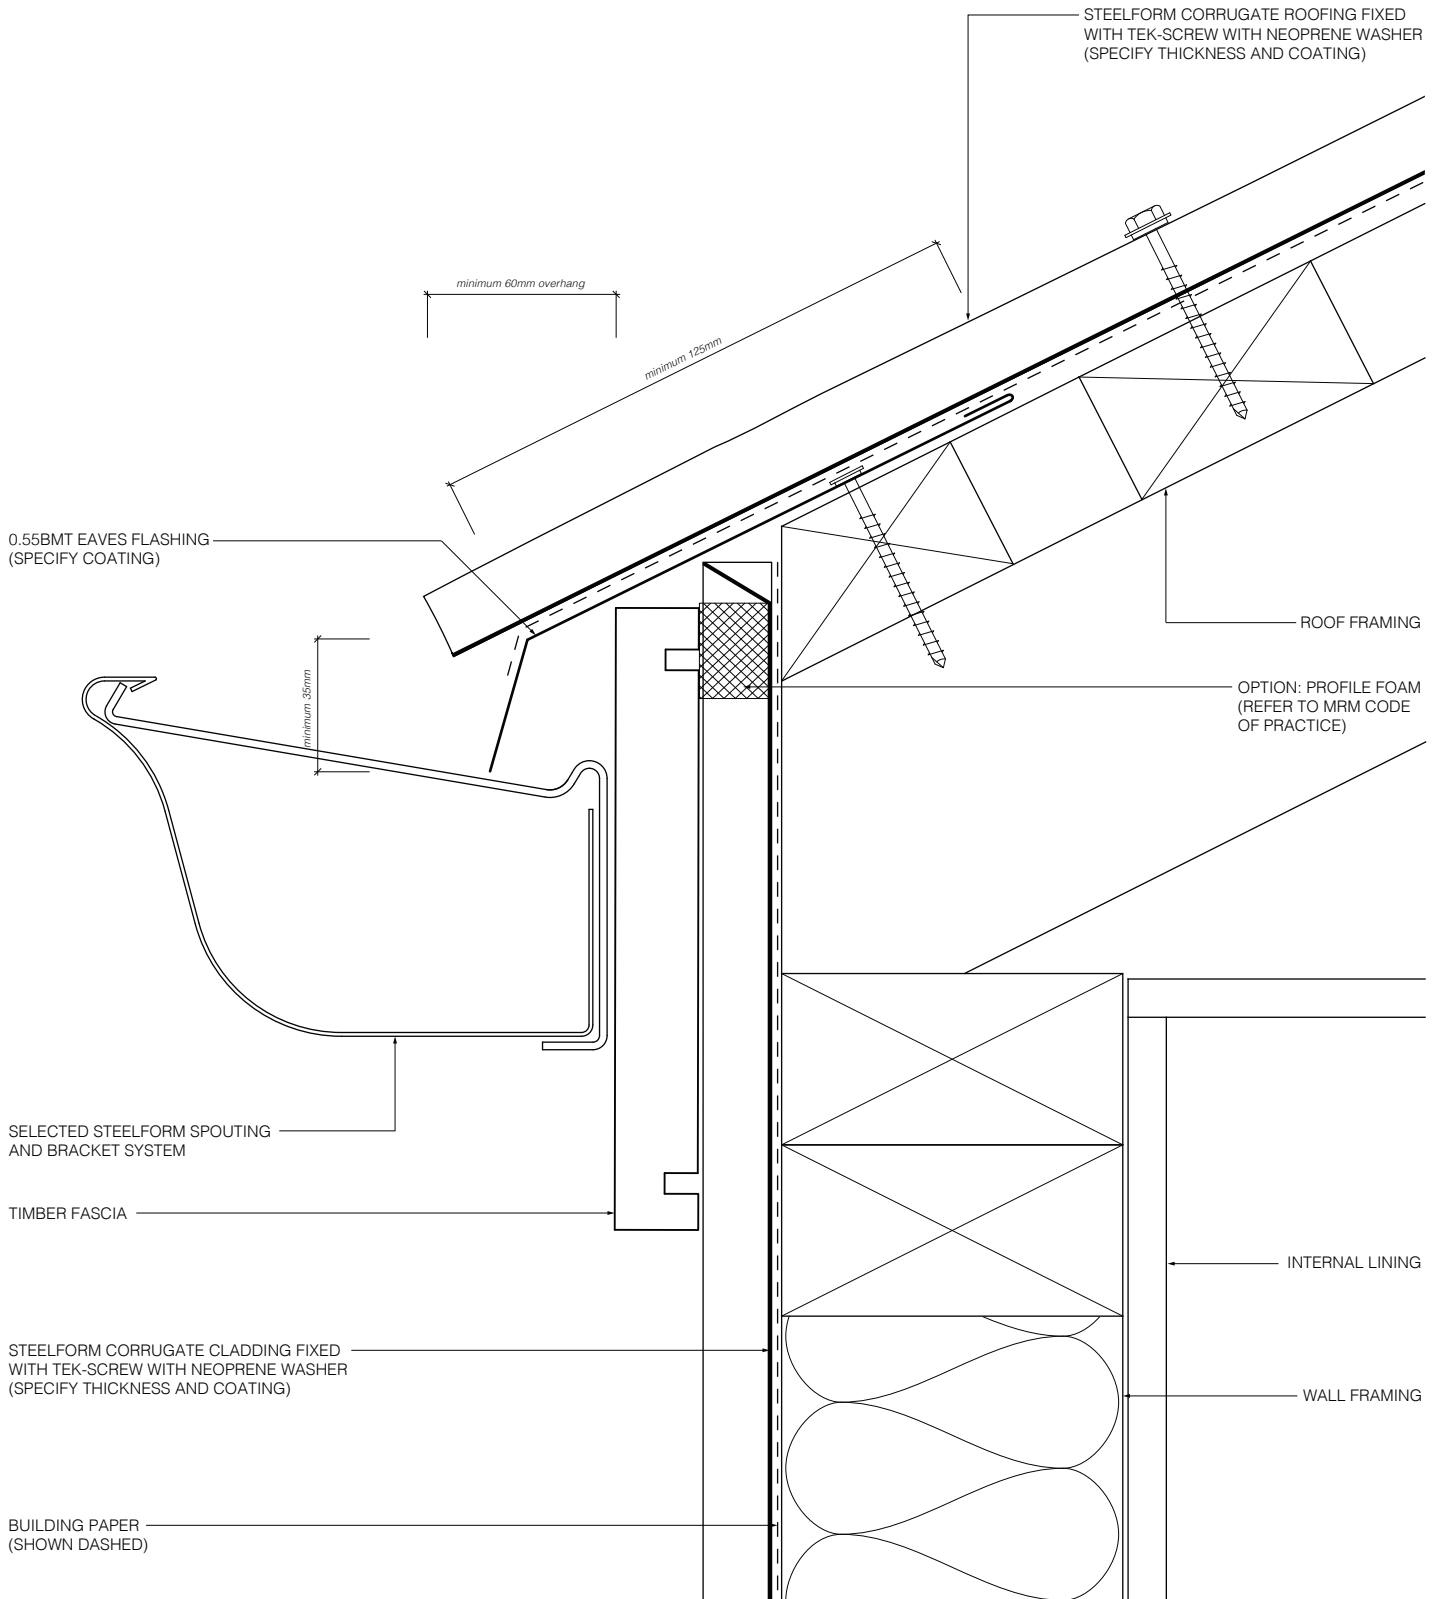 STEELFORM CORRUGATE ROOFING FIXED
WITH TEK-SCREW WITH NEOPRENE WASHER
(SPECIFY THICKNESS AND COATING)
minimum 60mm overhang
minimum 125mm
0.55BMT EAVES FLASHING
(SPECIFY COATING)
ROOF FRAMING
minimum 35mm
OPTION: PROFILE FOAM
(REFER TO MRM CODE
OF PRACTICE)
SELECTED STEELFORM SPOUTING
AND BRACKET SYSTEM
TIMBER FASCIA
INTERNAL LINING
STEELFORM CORRUGATE CLADDING FIXED
WITH TEK-SCREW WITH NEOPRENE WASHER
(SPECIFY THICKNESS AND COATING)
WALL FRAMING
BUILDING PAPER
(SHOWN DASHED)